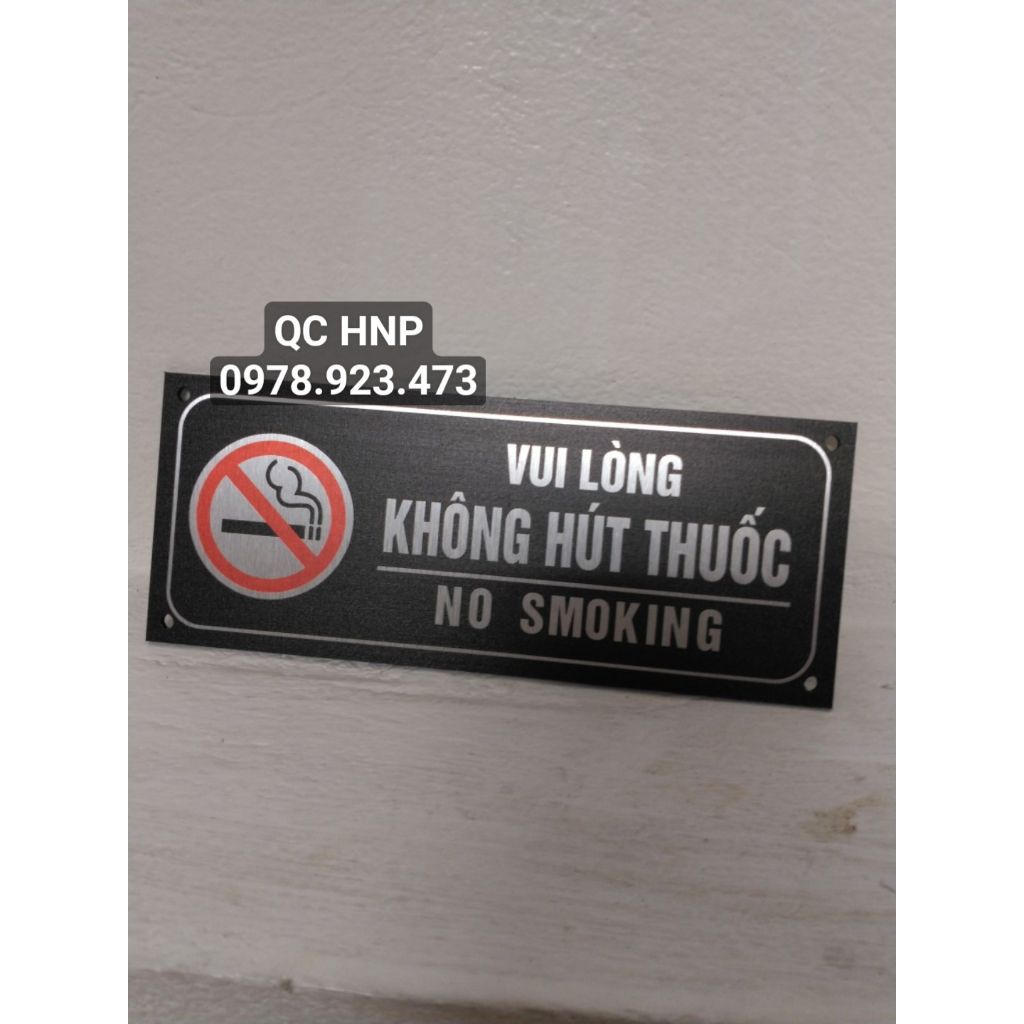 QC HNP
0978.923.473
VUI LÒNG
KHÔNG HÚT THUỐC
NO SMOKING